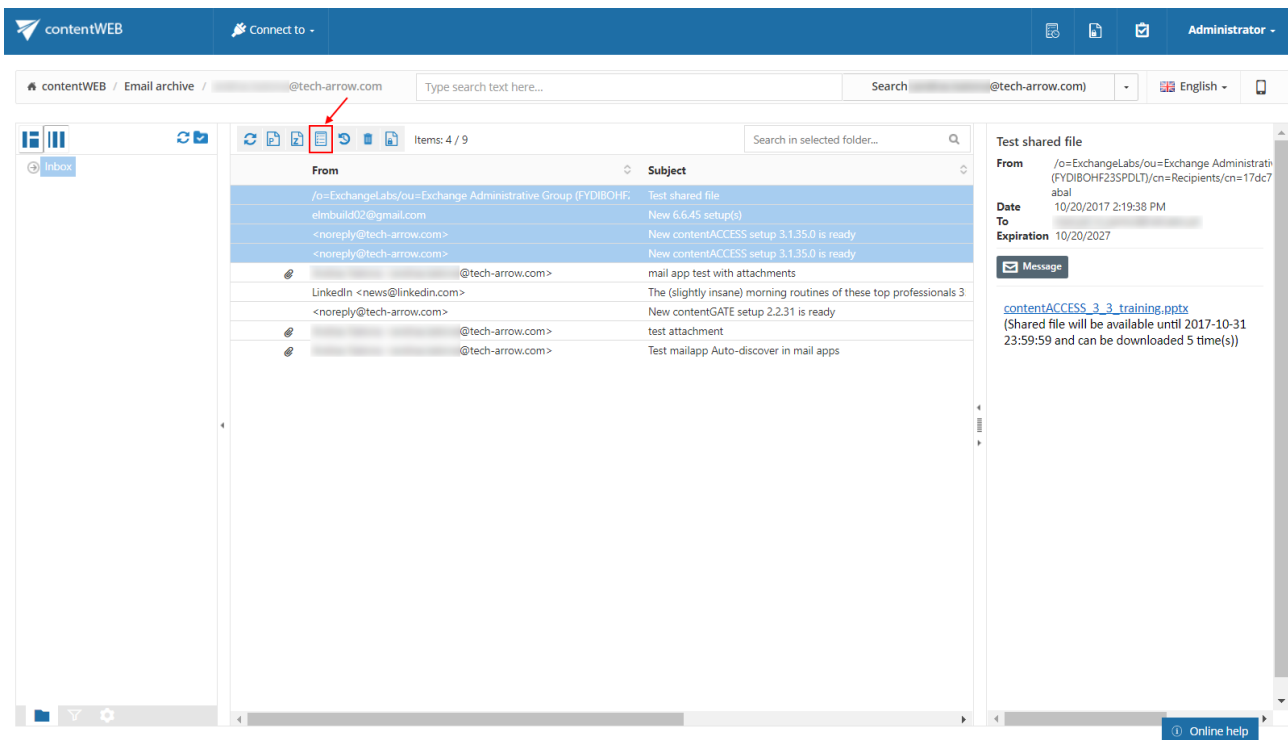 contentWEB
Connect to
Administrator
contentWEB / Email archive / @tech-arrow.com
Type search text here...
Search @tech-arrow.com)
English
Items: 4 / 9
Search in selected folder...
Inbox
From Subject
/o=ExchangeLabs/ou=Exchange Administrative Group (FYDIBOHF Test shared file
elmbuild02@gmail.com New 6.6.45 setup(s)
<noreply@tech-arrow.com> New contentACCESS setup 3.1.35.0 is ready
<noreply@tech-arrow.com> New contentACCESS setup 3.1.35.0 is ready
@tech-arrow.com> mail app test with attachments
LinkedIn <news@linkedin.com> The (slightly insane) morning routines of these top professionals 3
<noreply@tech-arrow.com> New contentGATE setup 2.2.31 is ready
@tech-arrow.com> test attachment
@tech-arrow.com> Test mailapp Auto-discover in mail apps
Test shared file
From /o=ExchangeLabs/ou=Exchange Administrativ
(FYDIBOHF23SPDLT)/cn=Recipients/cn=17dc7
abal
Date 10/20/2017 2:19:38 PM
To
Expiration 10/20/2027
Message
contentACCESS_3_3_training.pptx
(Shared file will be available until 2017-10-31
23:59:59 and can be downloaded 5 time(s))
Online help